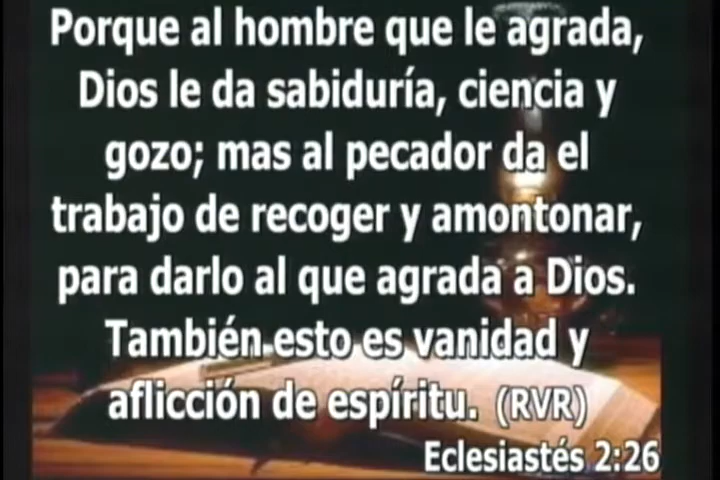 Porque al hombre que le agrada,
Dios le da sabiduría, ciencia y
gozo; mas al pecador da el
trabajo de recoger y amontonar,
para darlo al que agrada a Dios.
También esto es vanidad y
aflicción de espíritu. (RVR)
Eclesiastés 2:26